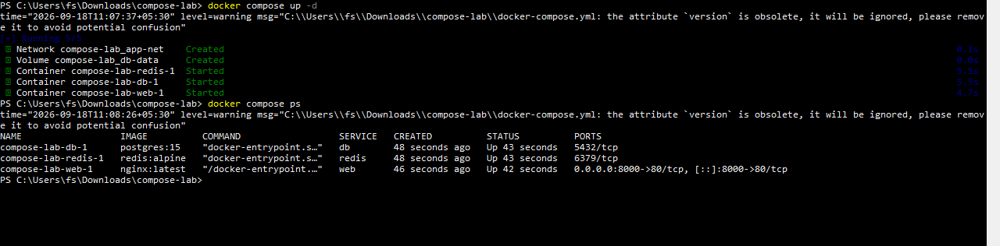 PS C:\Users\fs\Downloads\compose-lab> docker compose up -d
time="2026-09-18T11:07:37+05:30" level=warning msg="C:\\Users\\fs\\Downloads\\compose-lab\\docker-compose.yml: the attribute `version` is obsolete, it will be ignored, please remov
e it to avoid potential confusion"
[+] Running 5/5
Network compose-lab_app-net Created 0.1s
Volume compose-lab_db-data Created 0.0s
Container compose-lab-redis-1 Started 5.5s
Container compose-lab-db-1 Started 5.5s
Container compose-lab-web-1 Started 4.7s
PS C:\Users\fs\Downloads\compose-lab> docker compose ps
time="2026-09-18T11:08:26+05:30" level=warning msg="C:\\Users\\fs\\Downloads\\compose-lab\\docker-compose.yml: the attribute `version` is obsolete, it will be ignored, please remov
e it to avoid potential confusion"
NAME IMAGE COMMAND SERVICE CREATED STATUS PORTS
compose-lab-db-1 postgres:15 "docker-entrypoint.s…" db 48 seconds ago Up 43 seconds 5432/tcp
compose-lab-redis-1 redis:alpine "docker-entrypoint.s…" redis 48 seconds ago Up 43 seconds 6379/tcp
compose-lab-web-1 nginx:latest "/docker-entrypoint.…" web 46 seconds ago Up 42 seconds 0.0.0.0:8000->80/tcp, [::]:8000->80/tcp
PS C:\Users\fs\Downloads\compose-lab>